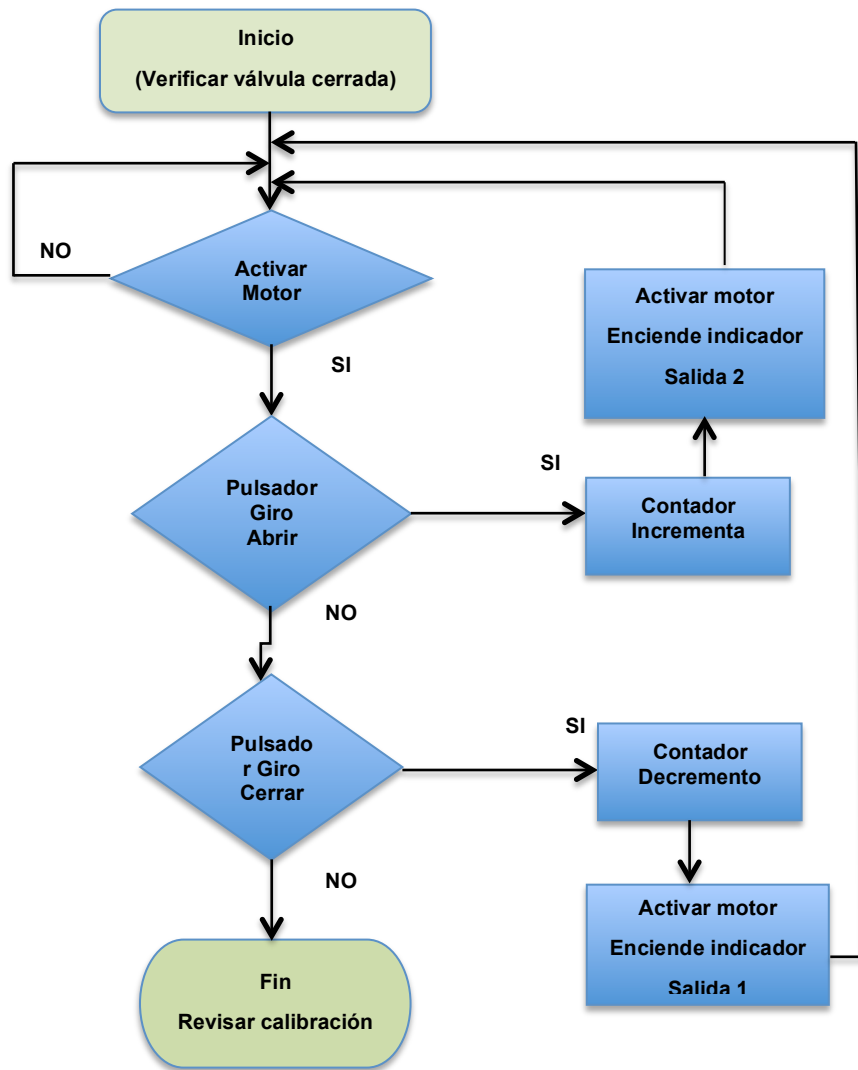 Inicio
(Verificar válvula cerrada)
NO
Activar
Motor
SI
Activar motor
Enciende indicador
Salida 2
Pulsador
Giro
Abrir
SI
Contador
Incrementa
NO
Pulsado
r Giro
Cerrar
SI
Contador
Decremento
NO
Activar motor
Enciende indicador
Salida 1
Fin
Revisar calibración